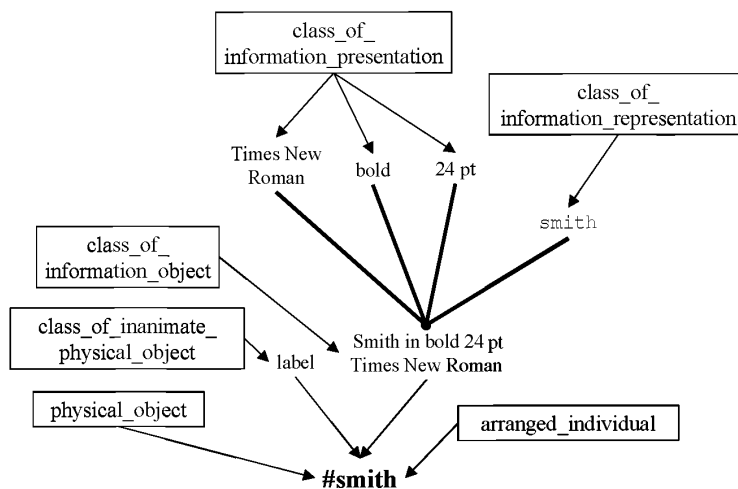 class_of_
information_presentation
class_of_
information_representation
Times New
Roman
bold
24 pt
smith
class_of_
information_object
class_of_inanimate_
physical_object
label
Smith in bold 24 pt
Times New Roman
physical_object
arranged_individual
#smith